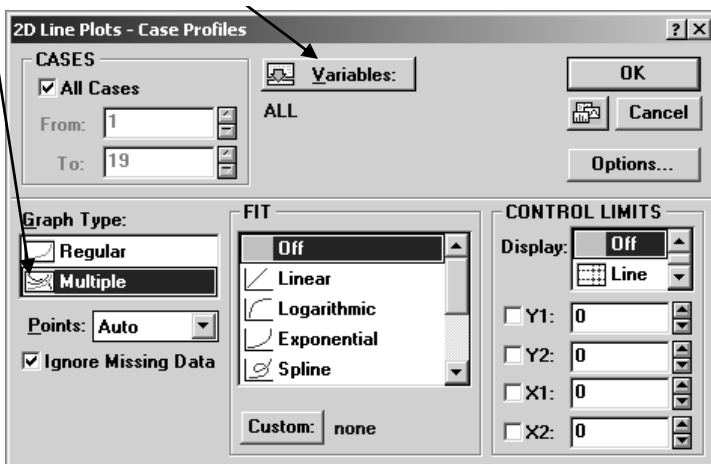 2D Line Plots - Case Profiles
CASES
All Cases
From: 1
To: 19
Variables:
ALL
OK
Cancel
Options...
Graph Type:
Regular
Multiple
Points: Auto
Ignore Missing Data
FIT
Off
Linear
Logarithmic
Exponential
Spline
Custom: none
CONTROL LIMITS
Display: Off
Line
Y1: 0
Y2: 0
X1: 0
X2: 0